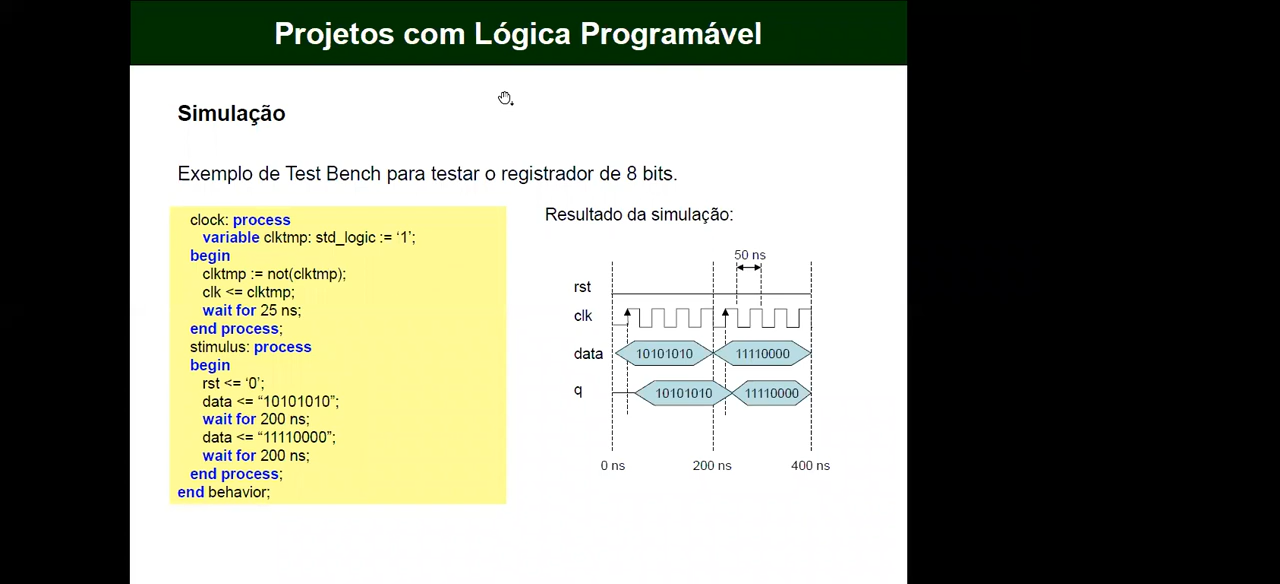 Projetos com Lógica Programável
Simulação
Exemplo de Test Bench para testar o registrador de 8 bits.
clock: process
variable clktmp: std_logic := ‘1’;
begin
clktmp := not(clktmp);
clk <= clktmp;
wait for 25 ns;
end process;
stimulus: process
begin
rst <= ‘0’;
data <= “10101010”;
wait for 200 ns;
data <= “11110000”;
wait for 200 ns;
end process;
end behavior;
Resultado da simulação:
50 ns
rst
clk
data 10101010 11110000
q 10101010 11110000
0 ns 200 ns 400 ns